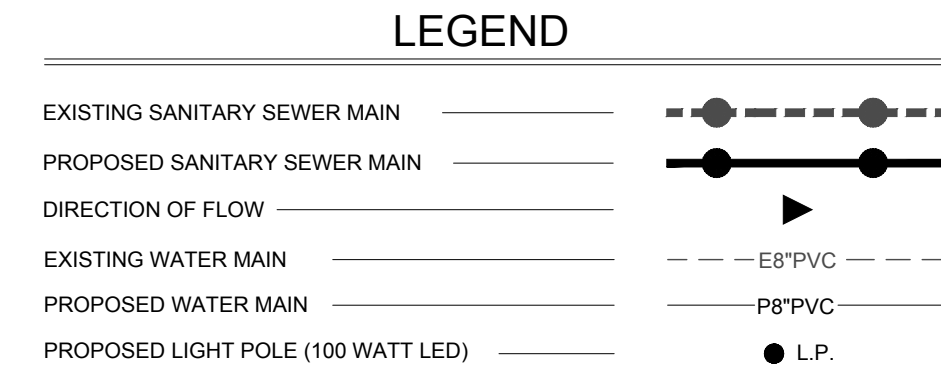 LEGEND
EXISTING SANITARY SEWER MAIN
PROPOSED SANITARY SEWER MAIN
DIRECTION OF FLOW
EXISTING WATER MAIN E8"PVC
PROPOSED WATER MAIN P8"PVC
PROPOSED LIGHT POLE (100 WATT LED) L.P.